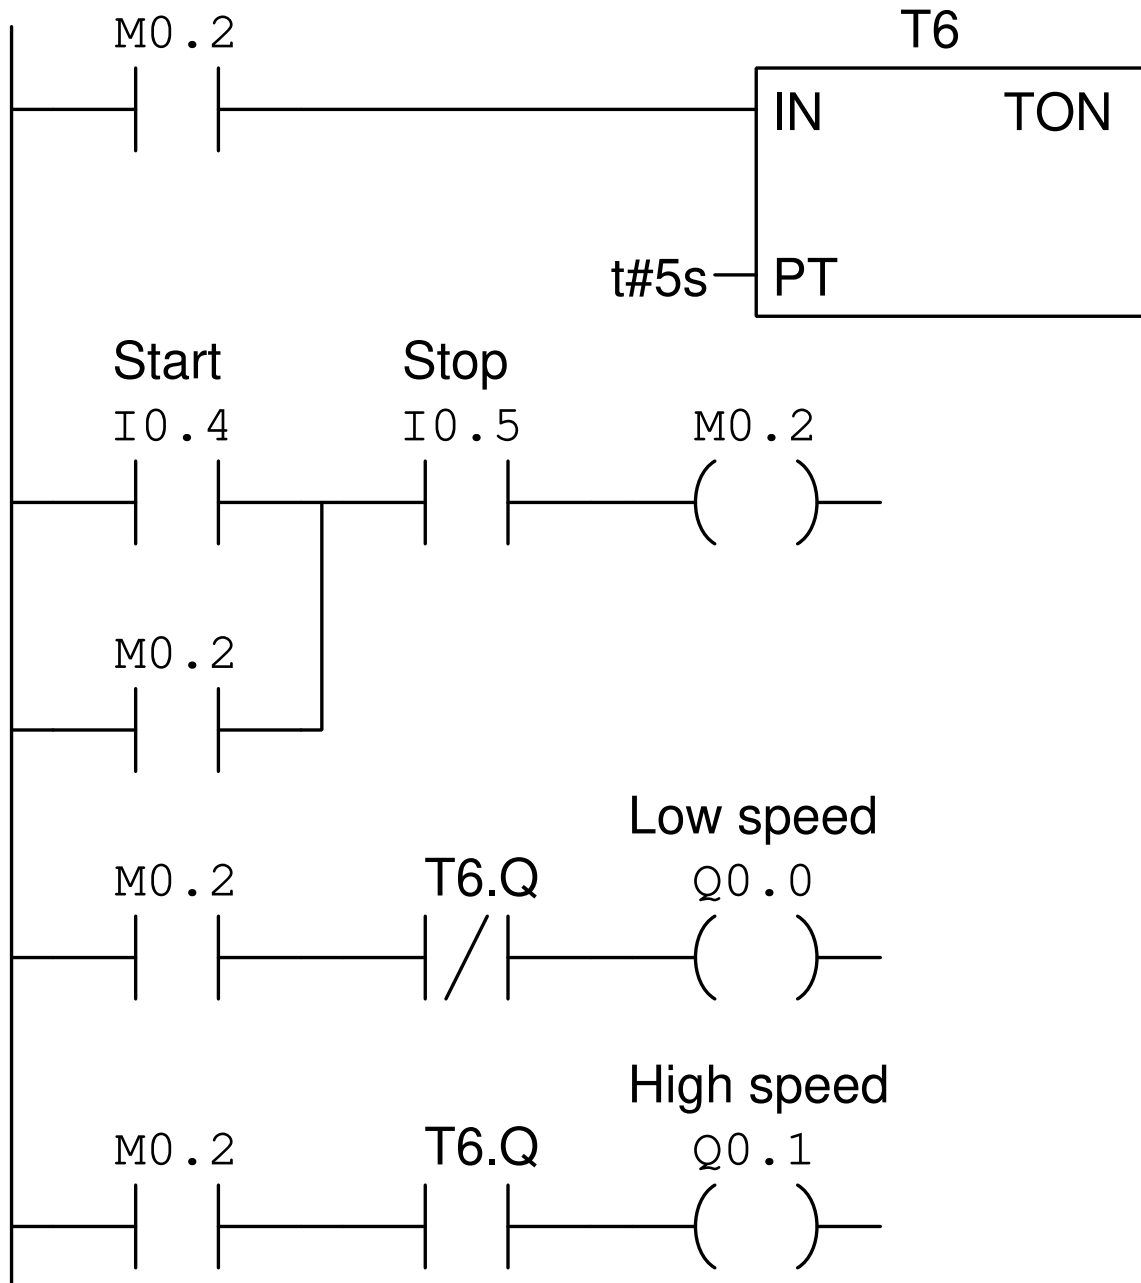 M0.2
T6
IN TON
t#5s PT
Start Stop
I0.4 I0.5 M0.2
M0.2
Low speed
M0.2 T6.Q Q0.0
High speed
M0.2 T6.Q Q0.1